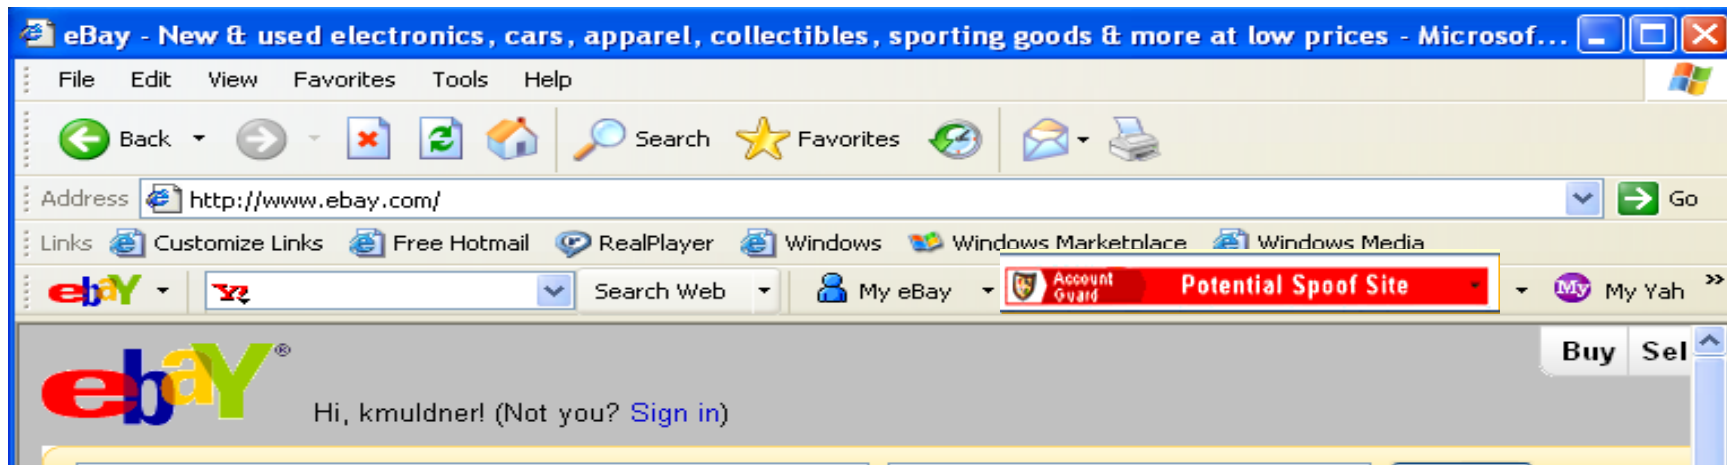 eBay - New & used electronics, cars, apparel, collectibles, sporting goods & more at low prices - Microsof...
File Edit View Favorites Tools Help
Back Search Favorites
Address http://www.ebay.com/ Go
Links Customize Links Free Hotmail RealPlayer Windows Windows Marketplace Windows Media
ebaY Y! Search Web My eBay Account Guard Potential Spoof Site My My Yah »
ebaY® Buy Sel
Hi, kmuldner! (Not you? Sign in)